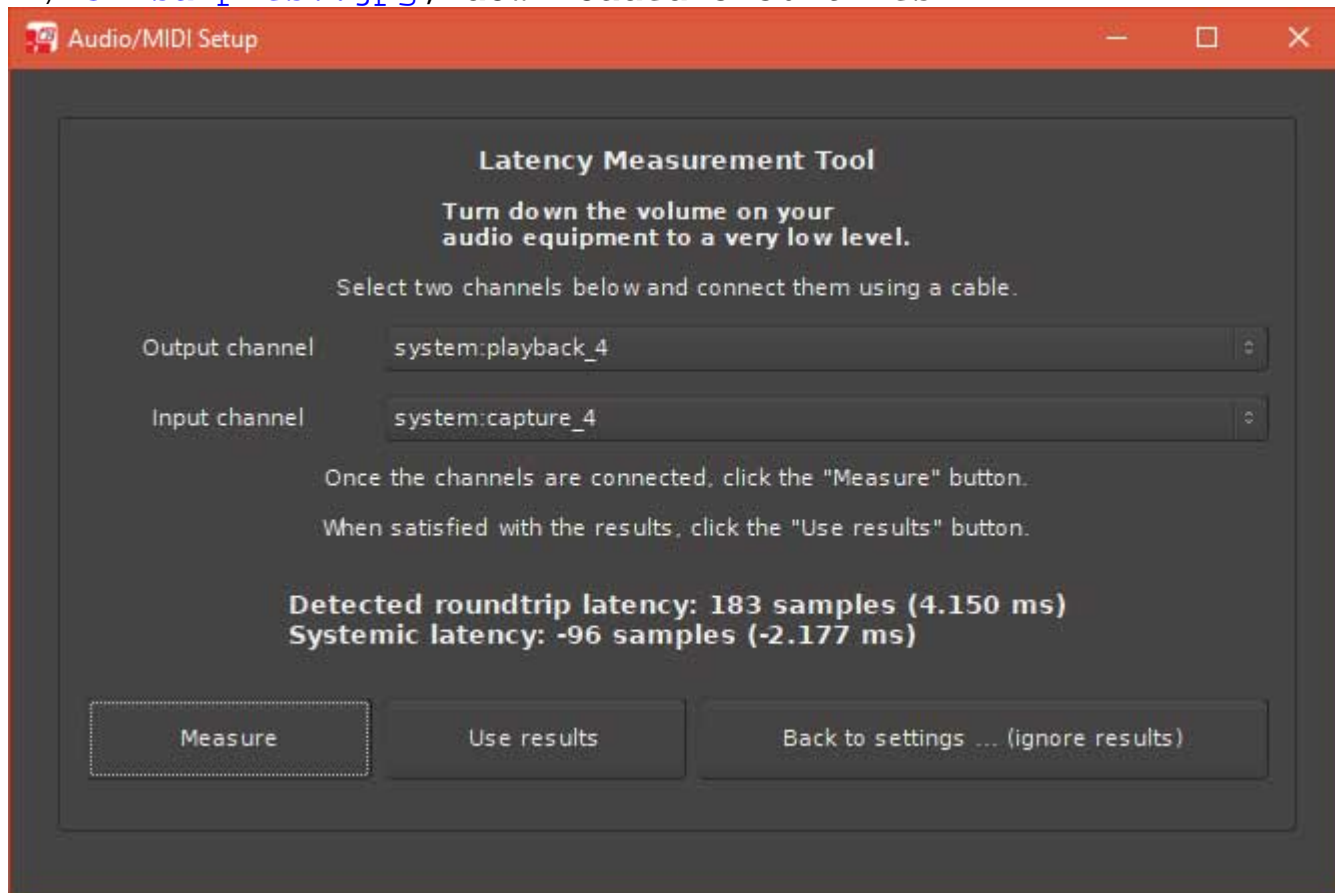 Audio/MIDI Setup
Latency Measurement Tool
Turn down the volume on your
audio equipment to a very low level.
Select two channels below and connect them using a cable.
Output channel system:playback_4
Input channel system:capture_4
Once the channels are connected, click the "Measure" button.
When satisfied with the results, click the "Use results" button.
Detected roundtrip latency: 183 samples (4.150 ms)
Systemic latency: -96 samples (-2.177 ms)
Measure Use results Back to settings ... (ignore results)